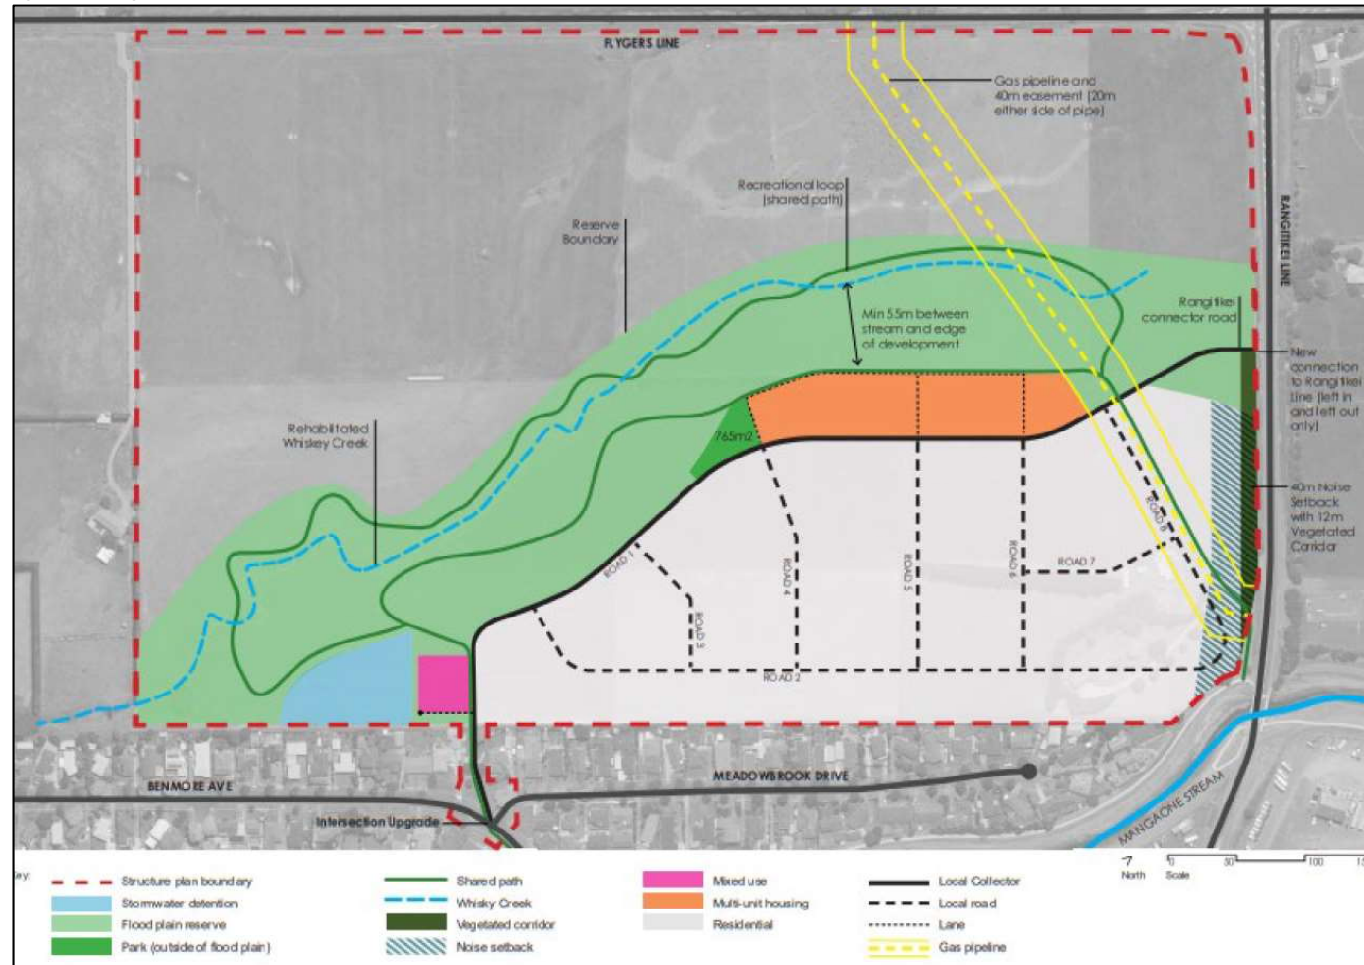 FLYGERS LINE
Gas pipeline and
40m easement (20m
either side of pipe)
Recreational loop
(shared path)
Reserve
Boundary
RANGITIKEI LINE
Rangitikei
connector road
Min 55m between
stream and edge
of development
New
connection
to Rangitikei
Line (left in
and left out
only)
Rehabilitated
Whiskey Creek
765m2
40m Noise
Setback
with 12m
Vegetated
Corridor
ROAD 1
ROAD 4
ROAD 5
ROAD 6
ROAD 7
ROAD 8
ROAD 3
ROAD 2
BENMORE AVE
MEADOWBROOK DRIVE
Intersection Upgrade
MANGAONE STREAM
Structure plan boundary
Stormwater detention
Flood plain reserve
Park (outside of flood plain)
Shared path
Whisky Creek
Vegetated corridor
Noise setback
Mixed use
Multi-unit housing
Residential
Local Collector
Local road
Lane
Gas pipeline
North
Scale
0 50 100